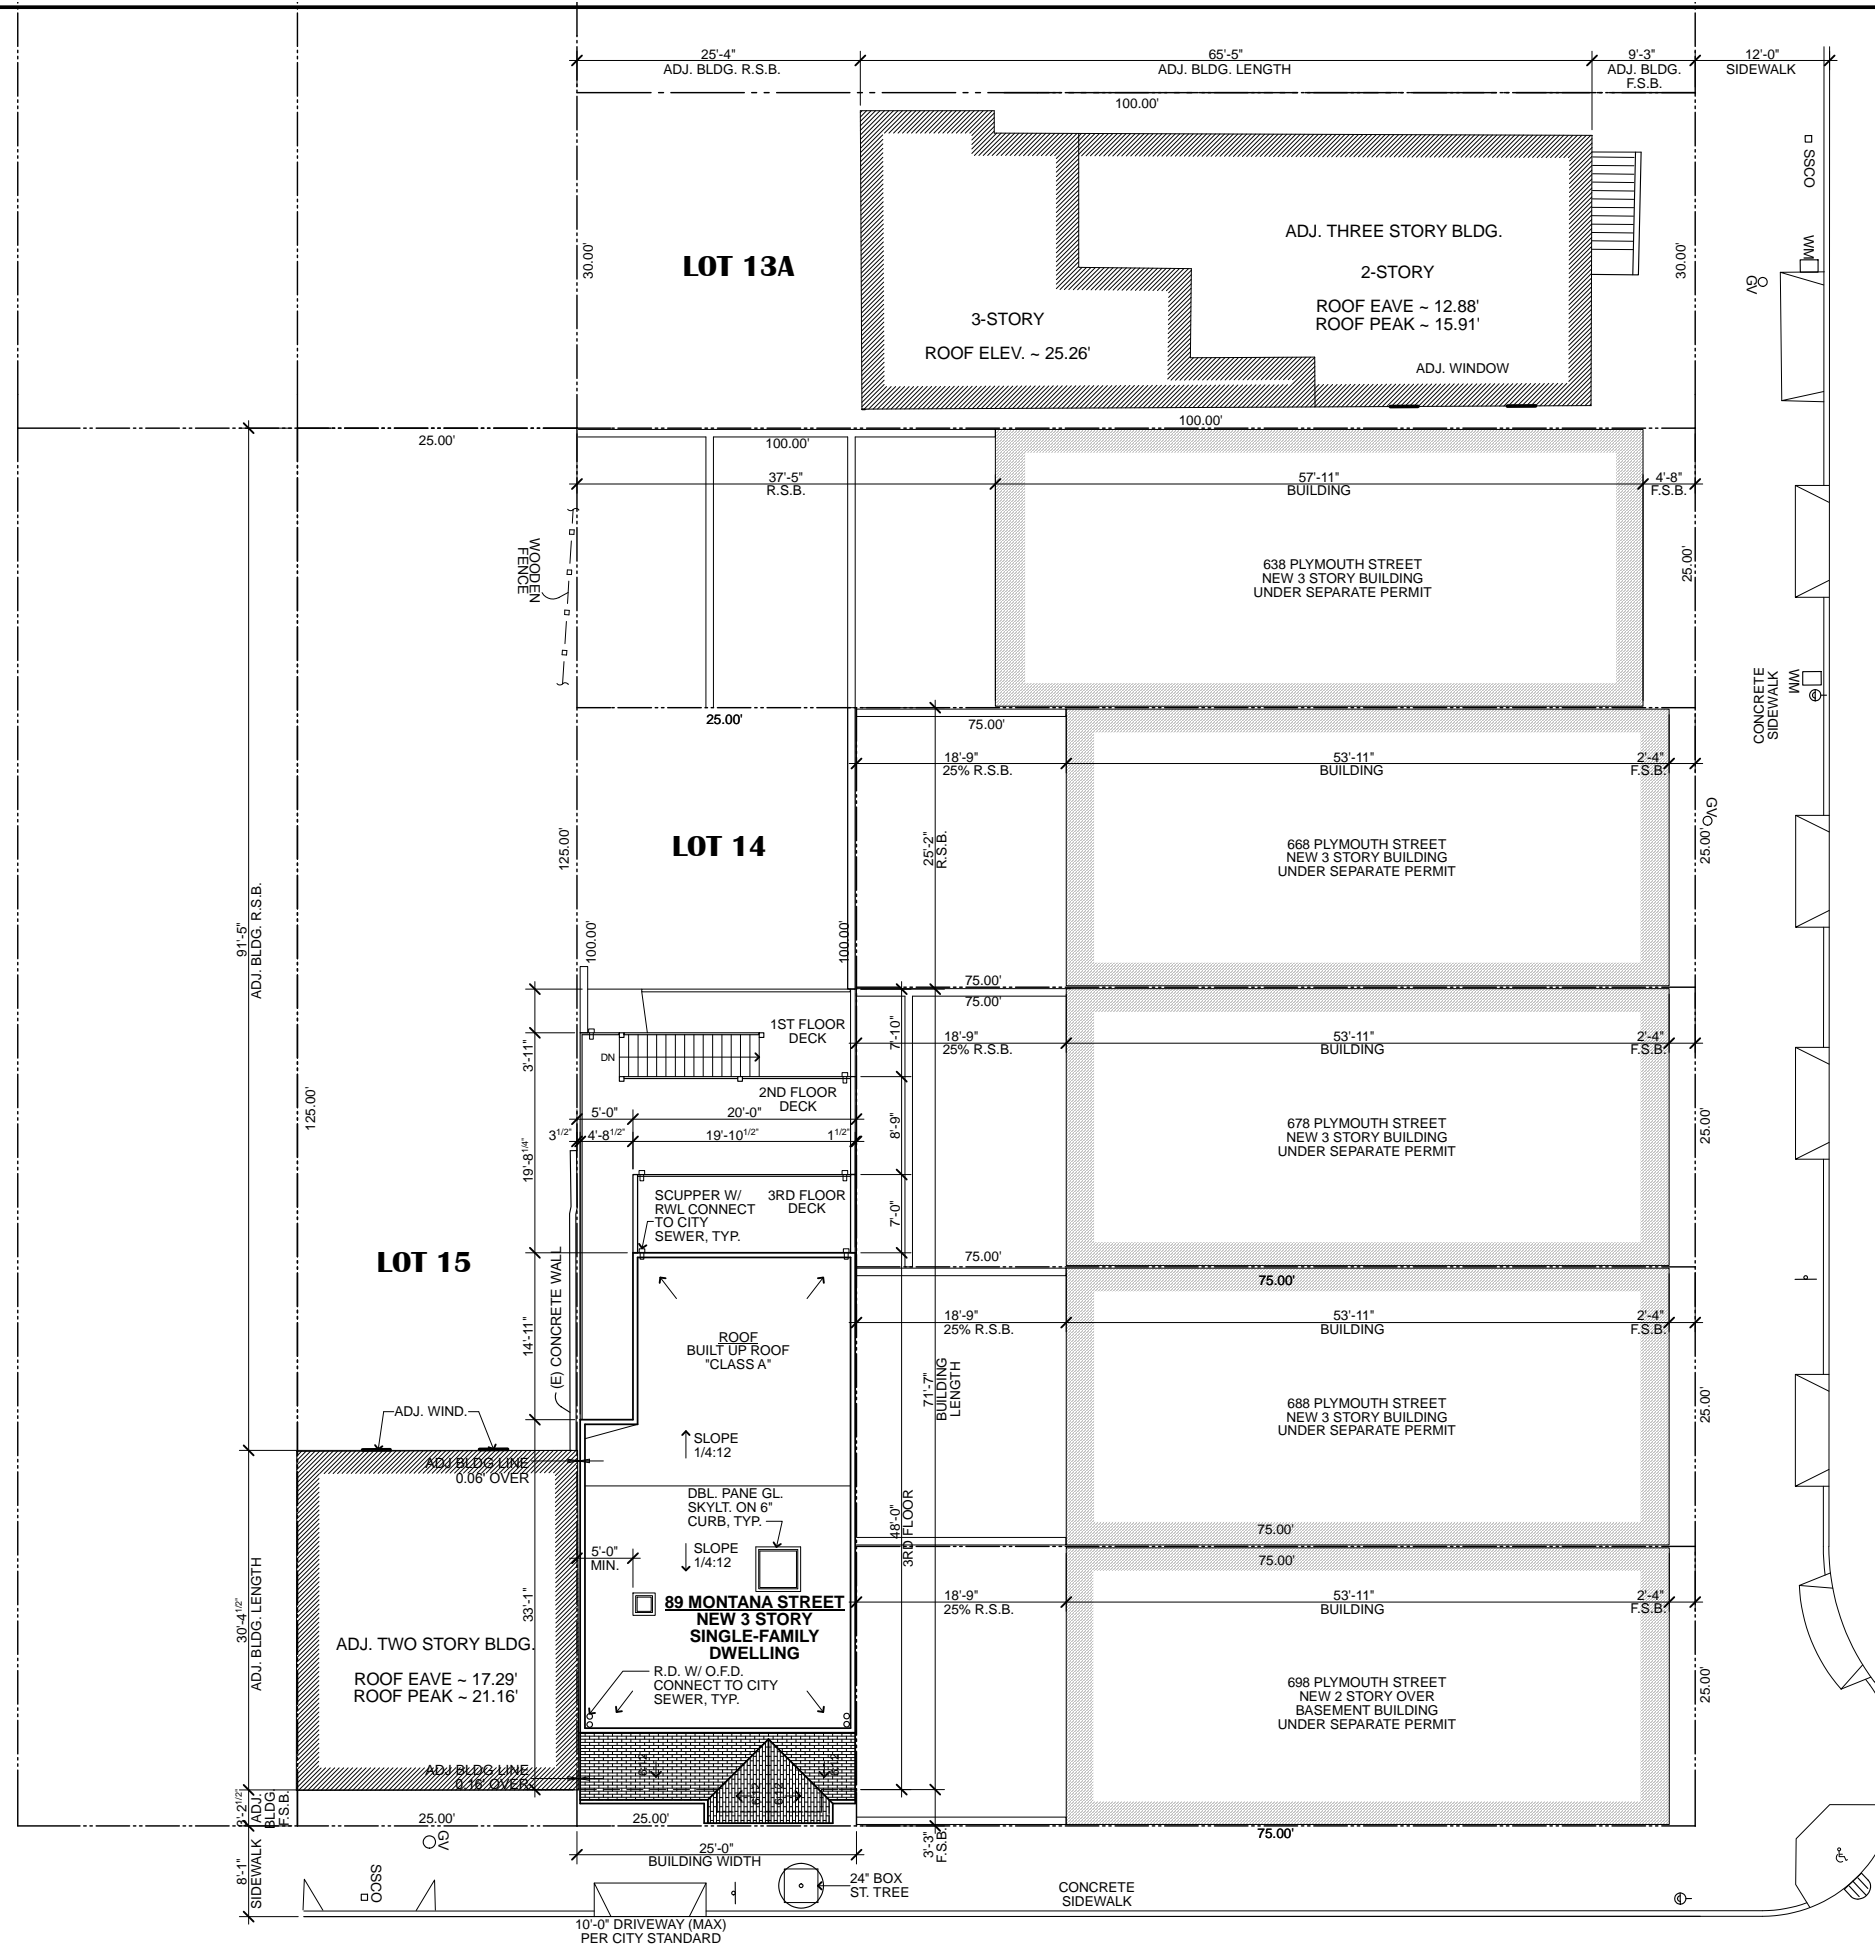 25'-4"
ADJ. BLDG. R.S.B.
65'-5"
ADJ. BLDG. LENGTH
9'-3"
ADJ. BLDG.
F.S.B.
12'-0"
SIDEWALK
100.00'
SSCO
WM
GV
30.00'
LOT 13A
ADJ. THREE STORY BLDG.
2-STORY
ROOF EAVE ~ 12.88'
ROOF PEAK ~ 15.91'
3-STORY
ROOF ELEV. ~ 25.26'
ADJ. WINDOW
30.00'
100.00'
25.00'
100.00'
37'-5"
R.S.B.
57'-11"
BUILDING
4'-8"
F.S.B.
WOODEN
FENCE
638 PLYMOUTH STREET
NEW 3 STORY BUILDING
UNDER SEPARATE PERMIT
25.00'
CONCRETE
SIDEWALK
WM
25.00'
75.00'
18'-9"
25% R.S.B.
53'-11"
BUILDING
2'-4"
F.S.B.
125.00'
LOT 14
25'-2"
R.S.B.
668 PLYMOUTH STREET
NEW 3 STORY BUILDING
UNDER SEPARATE PERMIT
GV
25.00'
91'-5"
ADJ. BLDG. R.S.B.
100.00'
100.00'
75.00'
75.00'
1ST FLOOR
DECK
DN
3'-11"
7'-10"
18'-9"
25% R.S.B.
53'-11"
BUILDING
2'-4"
F.S.B.
2ND FLOOR
DECK
125.00'
5'-0"
20'-0"
3 1/2"
4'-8 1/2"
19'-10 1/2"
1 1/2"
8'-9"
678 PLYMOUTH STREET
NEW 3 STORY BUILDING
UNDER SEPARATE PERMIT
25.00'
19'-8 1/4"
SCUPPER W/
RWL CONNECT
TO CITY
SEWER, TYP.
3RD FLOOR
DECK
7'-0"
LOT 15
(E) CONCRETE WALL
75.00'
75.00'
14'-11"
ROOF
BUILT UP ROOF
"CLASS A"
18'-9"
25% R.S.B.
53'-11"
BUILDING
2'-4"
F.S.B.
71'-7"
BUILDING
LENGTH
ADJ. WIND.
688 PLYMOUTH STREET
NEW 3 STORY BUILDING
UNDER SEPARATE PERMIT
25.00'
SLOPE
1/4:12
ADJ BLDG LINE
0.06' OVER
DBL. PANE GL.
SKYLT. ON 6"
CURB, TYP.
48'-0"
3RD FLOOR
75.00'
75.00'
5'-0"
MIN.
SLOPE
1/4:12
30'-4 1/2"
ADJ. BLDG. LENGTH
33'-1"
89 MONTANA STREET
NEW 3 STORY
SINGLE-FAMILY
DWELLING
18'-9"
25% R.S.B.
53'-11"
BUILDING
2'-4"
F.S.B.
ADJ. TWO STORY BLDG.
ROOF EAVE ~ 17.29'
ROOF PEAK ~ 21.16'
R.D. W/ O.F.D.
CONNECT TO CITY
SEWER, TYP.
698 PLYMOUTH STREET
NEW 2 STORY OVER
BASEMENT BUILDING
UNDER SEPARATE PERMIT
25.00'
ADJ BLDG LINE
0.16' OVER
3'-2 1/2"
ADJ.
BLDG.
F.S.B.
25.00'
25.00'
75.00'
3'-3"
F.S.B.
GV
8'-1"
SIDEWALK
SSCO
25'-0"
BUILDING WIDTH
24" BOX
ST. TREE
CONCRETE
SIDEWALK
10'-0" DRIVEWAY (MAX)
PER CITY STANDARD